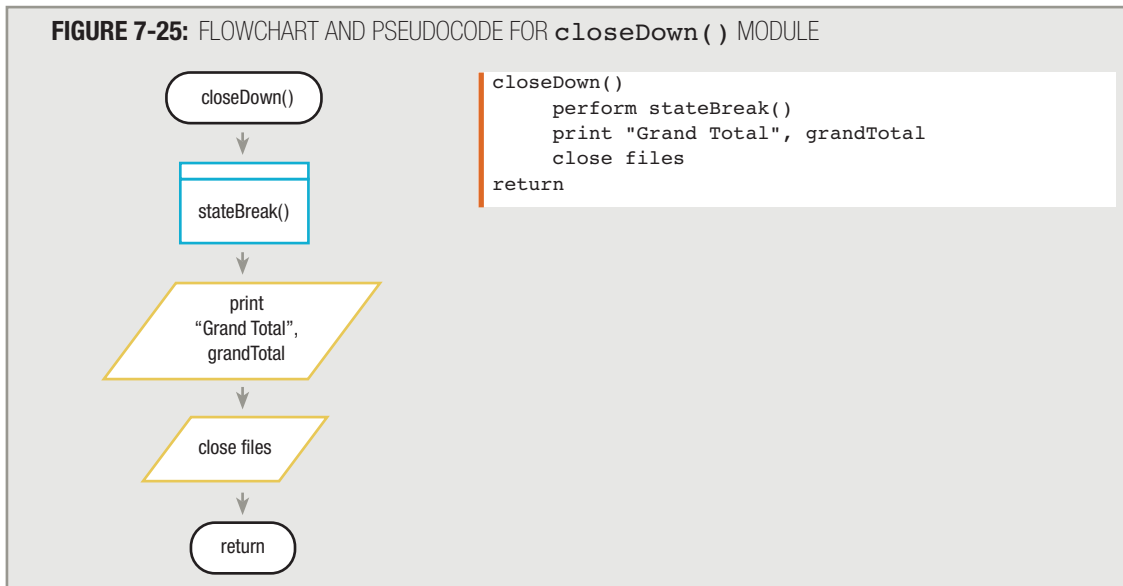 FIGURE 7-25: FLOWCHART AND PSEUDOCODE FOR closeDown() MODULE
closeDown()
stateBreak()
print
“Grand Total”,
grandTotal
close files
return
closeDown()
perform stateBreak()
print "Grand Total", grandTotal
close files
return